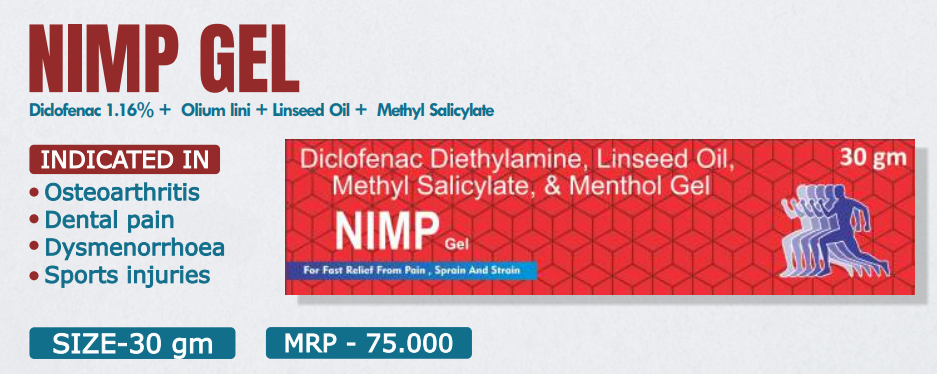 NIMP GEL
Diclofenac 1.16% + Olium lini + Linseed Oil + Methyl Salicylate
INDICATED IN
• Osteoarthritis
• Dental pain
• Dysmenorrhoea
• Sports injuries
Diclofenac Diethylamine, Linseed Oil,
Methyl Salicylate, & Menthol Gel
30 gm
NIMP Gel
For Fast Relief From Pain , Sprain And Strain
SIZE-30 gm
MRP - 75.000